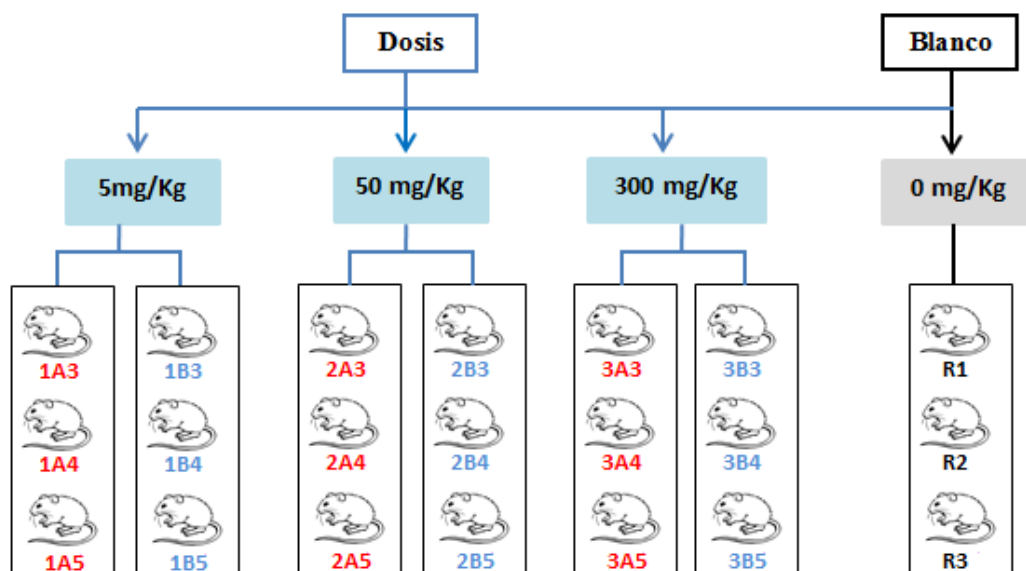 Dosis Blanco
5mg/Kg 50 mg/Kg 300 mg/Kg 0 mg/Kg
1A3 1B3 2A3 2B3 3A3 3B3 R1
1A4 1B4 2A4 2B4 3A4 3B4 R2
1A5 1B5 2A5 2B5 3A5 3B5 R3